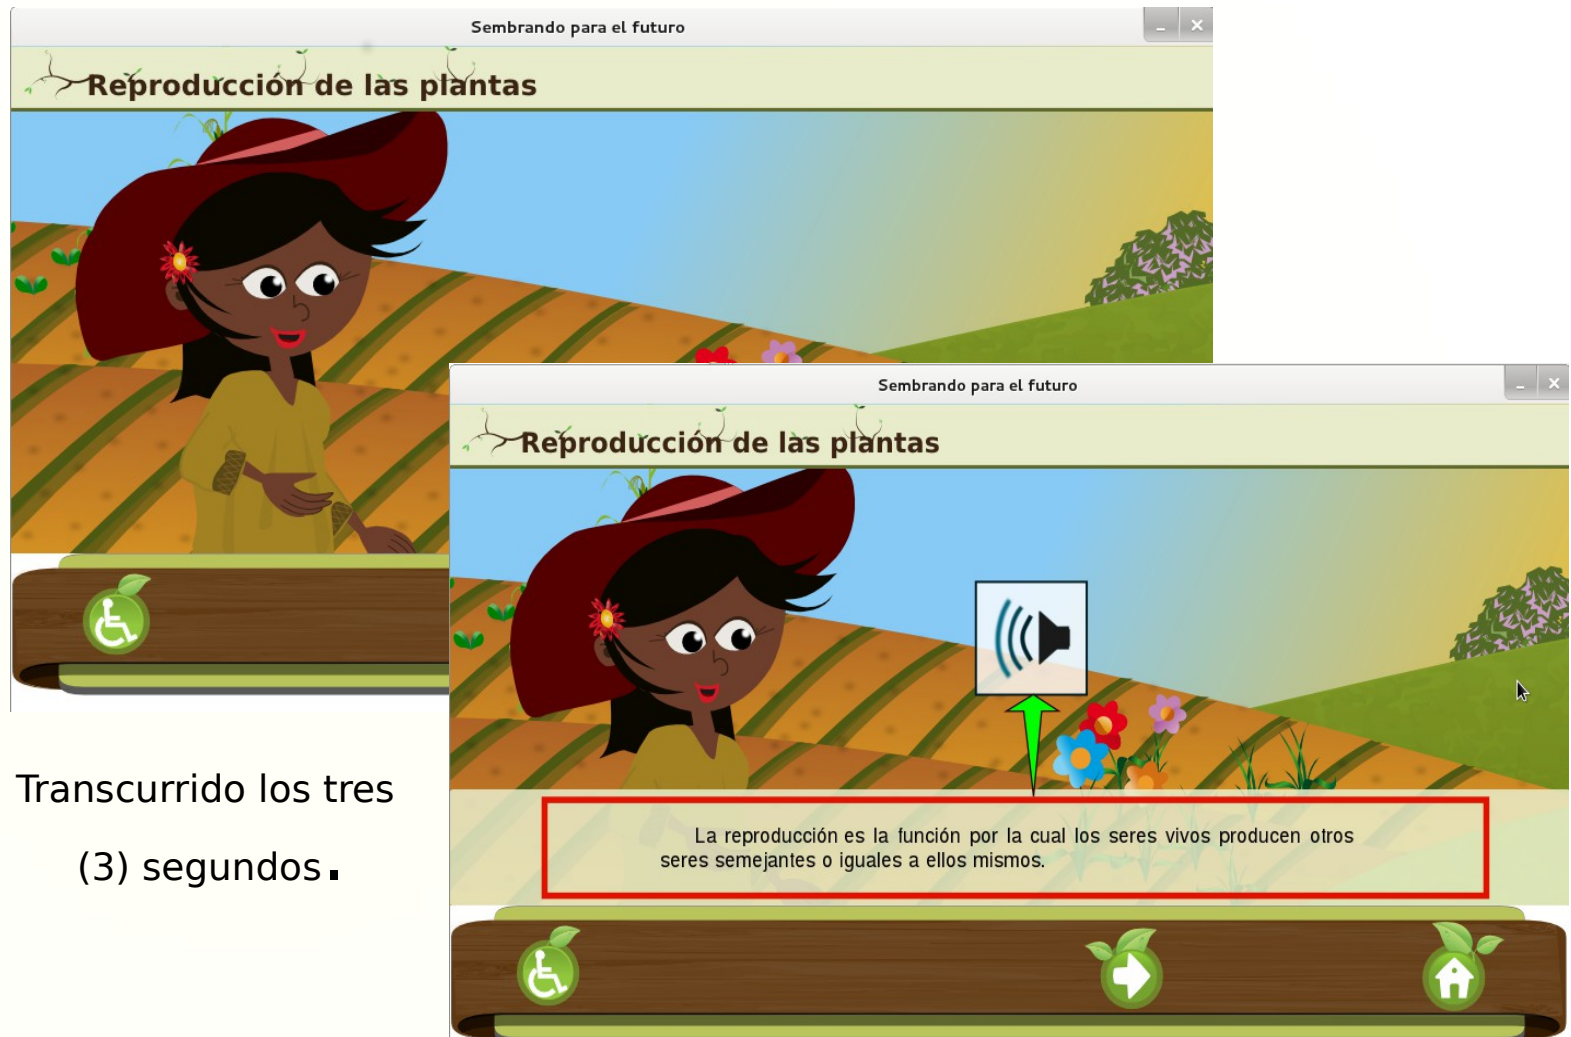 Sembrando para el futuro
Reproducción de las plantas
Sembrando para el futuro
Reproducción de las plantas
La reproducción es la función por la cual los seres vivos producen otros
seres semejantes o iguales a ellos mismos.
Transcurrido los tres
(3) segundos.